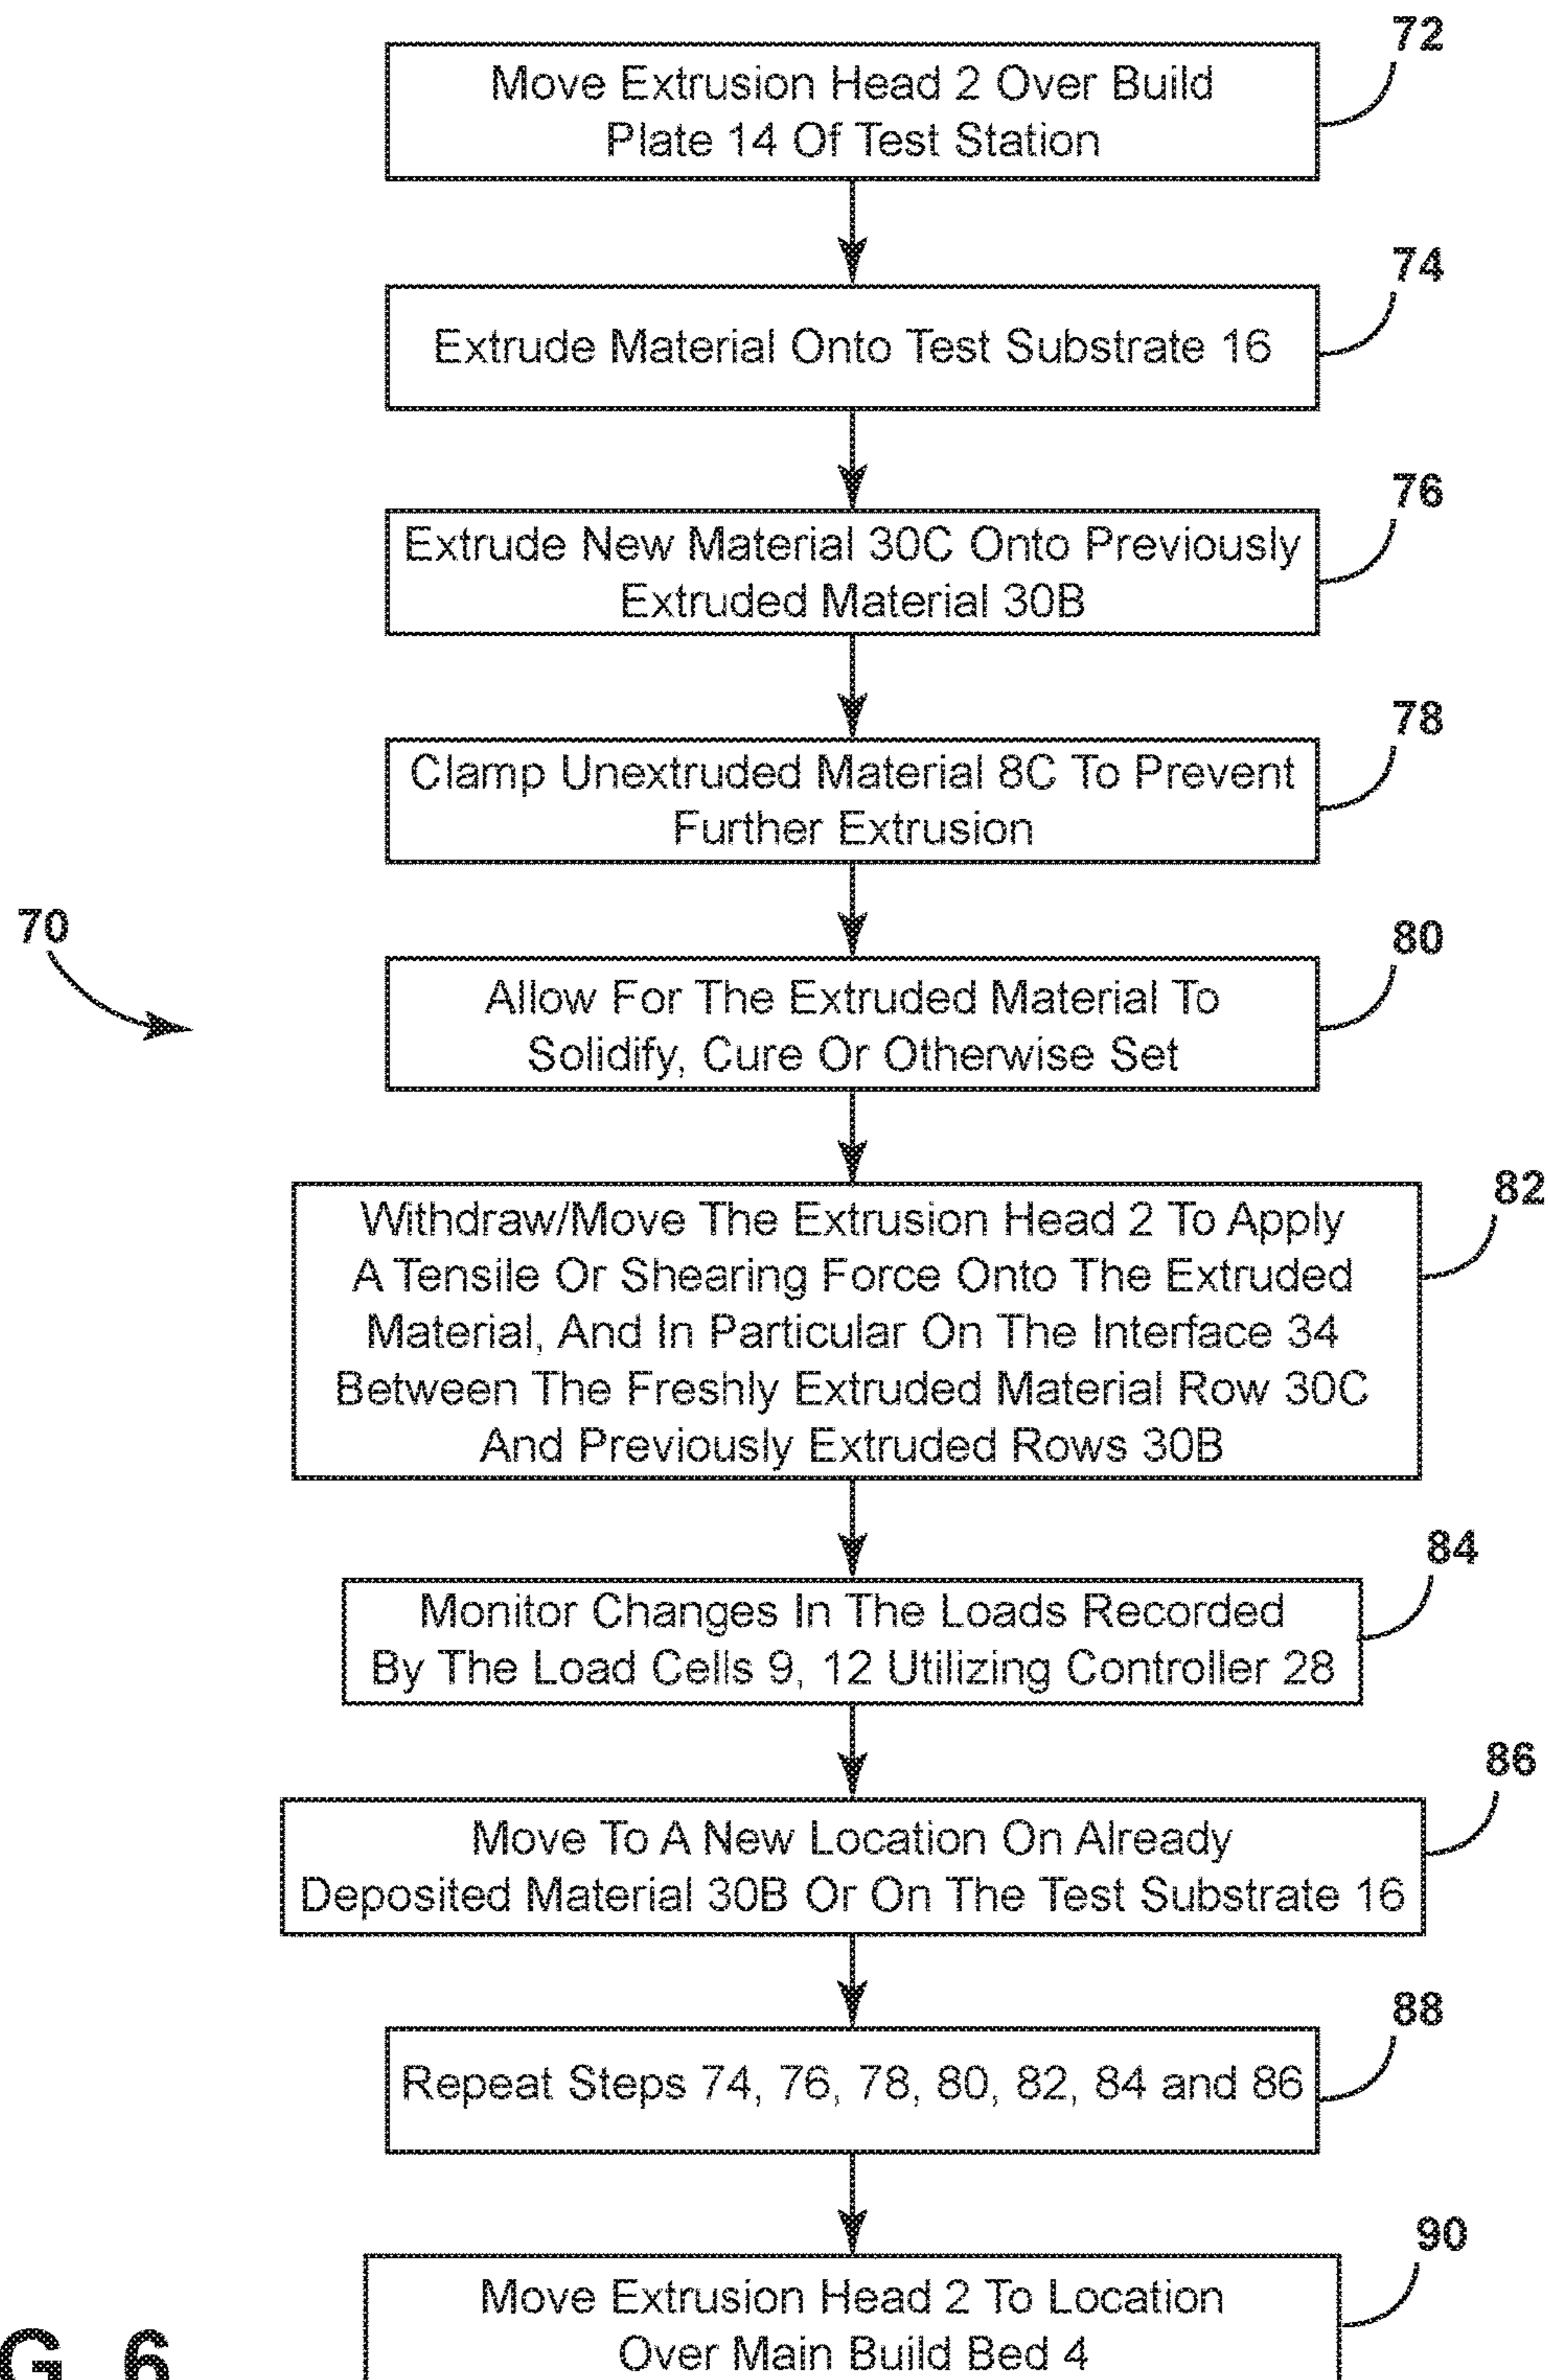 72
Move Extrusion Head 2 Over Build
Plate 14 Of Test Station
74
Extrude Material Onto Test Substrate 16
76
Extrude New Material 30C Onto Previously
Extruded Material 30B
78
Clamp Unextruded Material 8C To Prevent
Further Extrusion
70
80
Allow For The Extruded Material To
Solidify, Cure Or Otherwise Set
82
Withdraw/Move The Extrusion Head 2 To Apply
A Tensile Or Shearing Force Onto The Extruded
Material, And In Particular On The Interface 34
Between The Freshly Extruded Material Row 30C
And Previously Extruded Rows 30B
84
Monitor Changes In The Loads Recorded
By The Load Cells 9, 12 Utilizing Controller 28
86
Move To A New Location On Already
Deposited Material 30B Or On The Test Substrate 16
88
Repeat Steps 74, 76, 78, 80, 82, 84 and 86
90
Move Extrusion Head 2 To Location
Over Main Build Bed 4
G 6